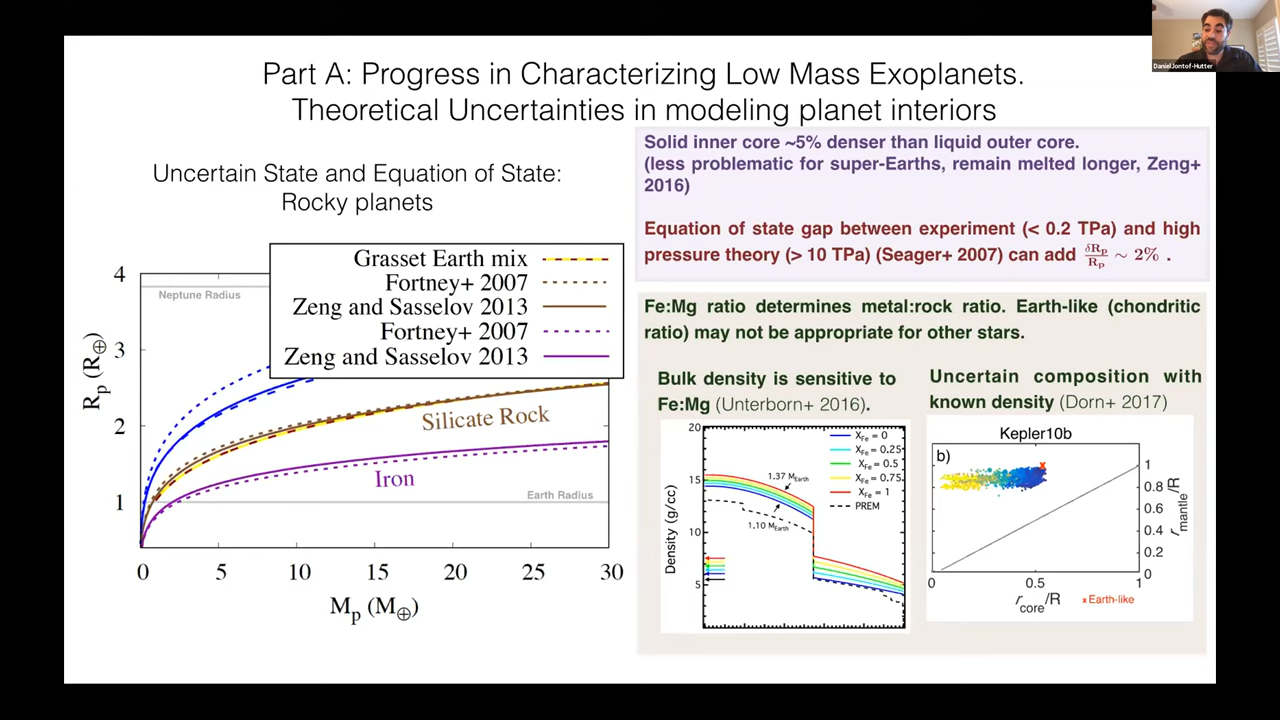 DanielJontof-Hutter
Part A: Progress in Characterizing Low Mass Exoplanets.
Theoretical Uncertainties in modeling planet interiors
Uncertain State and Equation of State:
Rocky planets
Grasset Earth mix
Fortney+ 2007
Zeng and Sasselov 2013
Fortney+ 2007
Zeng and Sasselov 2013
Neptune Radius
Silicate Rock
Iron
Earth Radius
4
3
2
1
R_p (R_⊕)
0 5 10 15 20 25 30
M_p (M_⊕)
Solid inner core ~5% denser than liquid outer core.
(less problematic for super-Earths, remain melted longer, Zeng+
2016)
Equation of state gap between experiment (< 0.2 TPa) and high
pressure theory (> 10 TPa) (Seager+ 2007) can add δR_p/R_p ∼ 2% .
Fe:Mg ratio determines metal:rock ratio. Earth-like (chondritic
ratio) may not be appropriate for other stars.
Bulk density is sensitive to
Fe:Mg (Unterborn+ 2016).
20
15
10
5
Density (g/cc)
X_Fe = 0
X_Fe = 0.25
X_Fe = 0.5
X_Fe = 0.75
X_Fe = 1
PREM
1.37 M_Earth
1.10 M_Earth
Uncertain composition with
known density (Dorn+ 2017)
Kepler10b
b)
1
0.8
0.6
0.4
0.2
0
r_mantle/R
0 0.5 1
r_core/R
x Earth-like